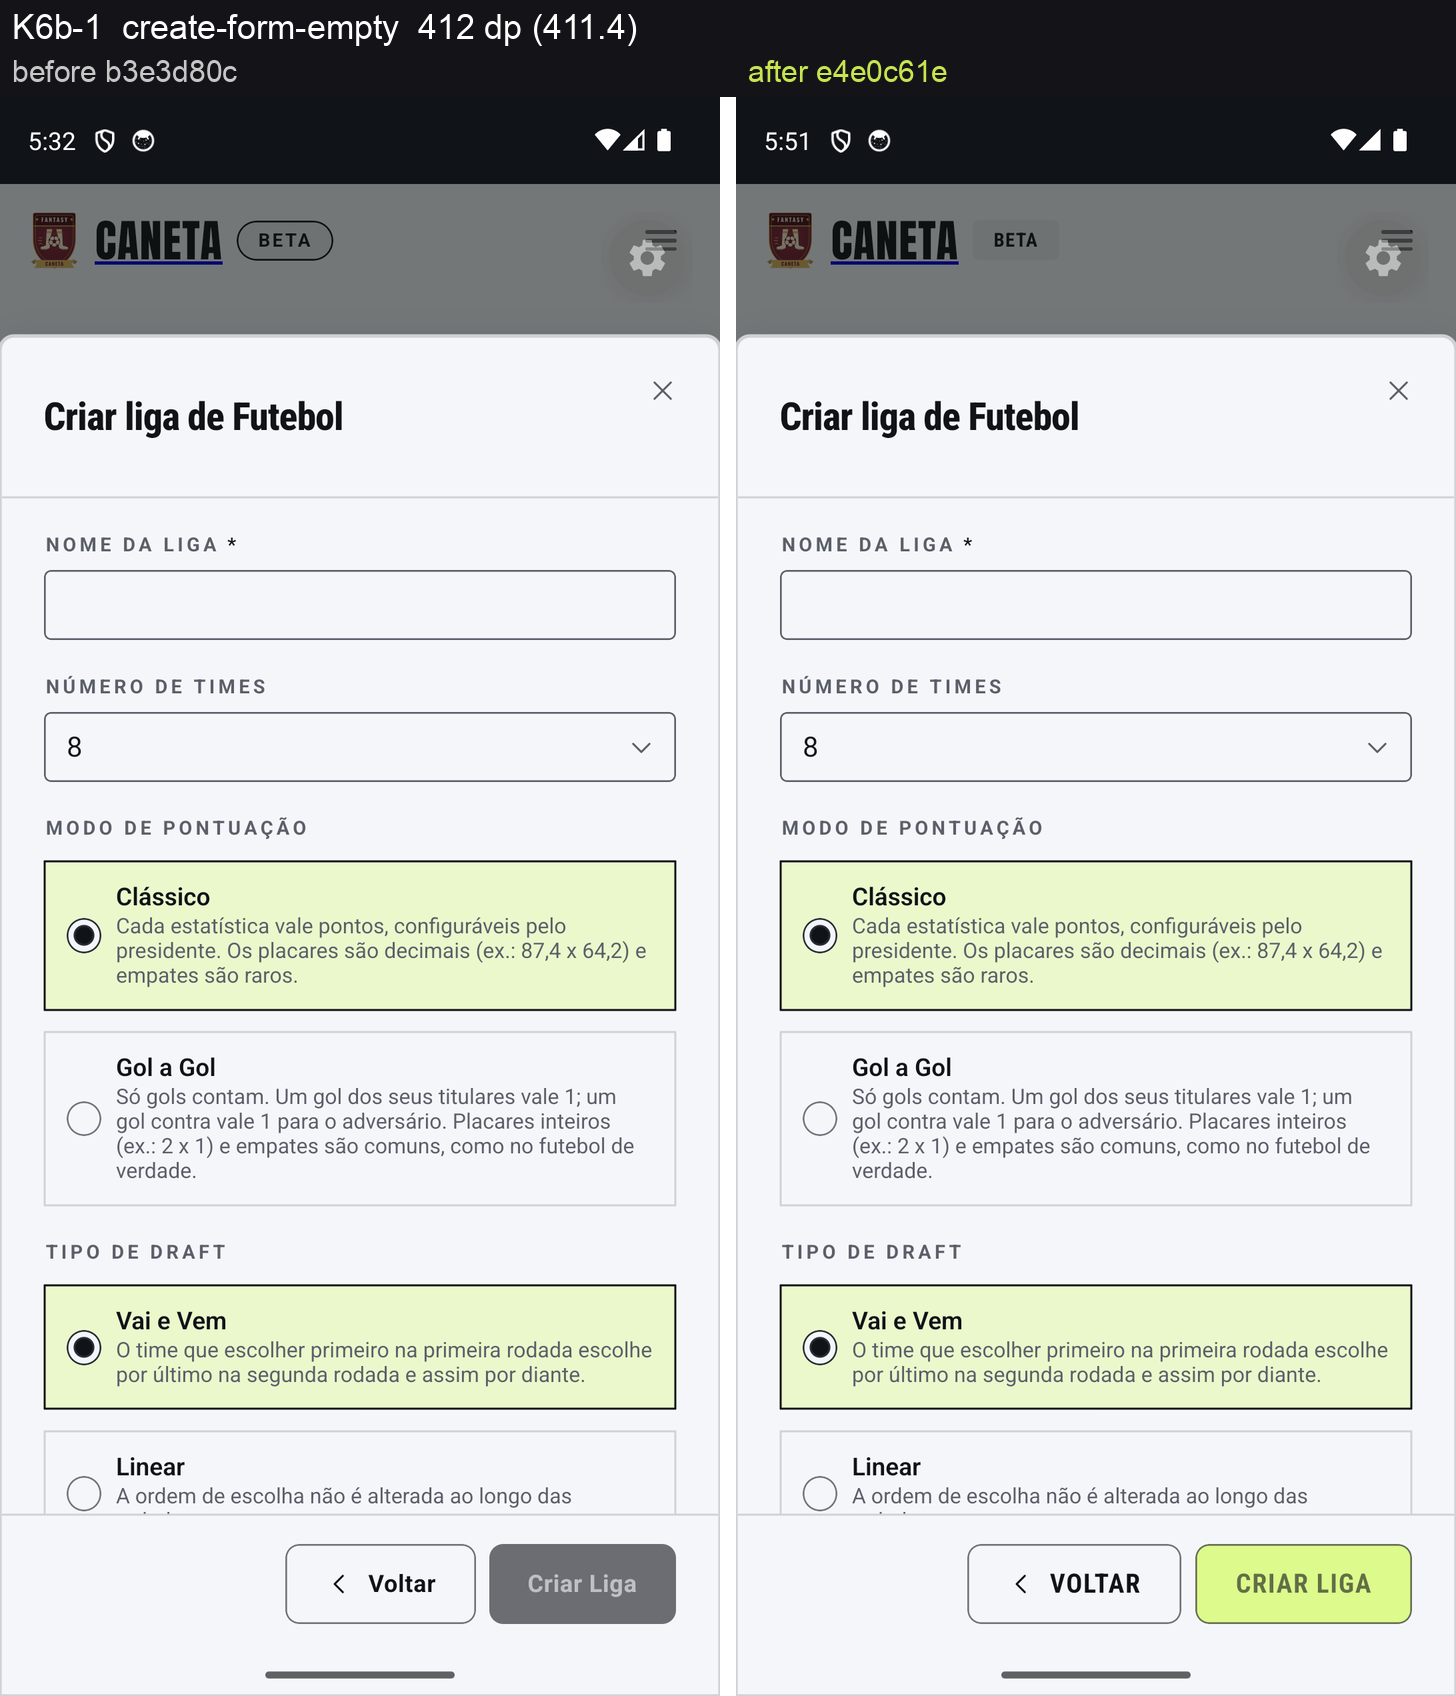 K6b-1 create-form-empty 412 dp (411.4)
before b3e3d80c
after e4e0c61e
5:32
FANTASY
CANETA
CANETA
BETA
Criar liga de Futebol
NOME DA LIGA *
NÚMERO DE TIMES
8
MODO DE PONTUAÇÃO
Clássico
Cada estatística vale pontos, configuráveis pelo
presidente. Os placares são decimais (ex.: 87,4 x 64,2) e
empates são raros.
Gol a Gol
Só gols contam. Um gol dos seus titulares vale 1; um
gol contra vale 1 para o adversário. Placares inteiros
(ex.: 2 x 1) e empates são comuns, como no futebol de
verdade.
TIPO DE DRAFT
Vai e Vem
O time que escolher primeiro na primeira rodada escolhe
por último na segunda rodada e assim por diante.
Linear
A ordem de escolha não é alterada ao longo das
Voltar
Criar Liga
5:51
FANTASY
CANETA
CANETA
BETA
Criar liga de Futebol
NOME DA LIGA *
NÚMERO DE TIMES
8
MODO DE PONTUAÇÃO
Clássico
Cada estatística vale pontos, configuráveis pelo
presidente. Os placares são decimais (ex.: 87,4 x 64,2) e
empates são raros.
Gol a Gol
Só gols contam. Um gol dos seus titulares vale 1; um
gol contra vale 1 para o adversário. Placares inteiros
(ex.: 2 x 1) e empates são comuns, como no futebol de
verdade.
TIPO DE DRAFT
Vai e Vem
O time que escolher primeiro na primeira rodada escolhe
por último na segunda rodada e assim por diante.
Linear
A ordem de escolha não é alterada ao longo das
VOLTAR
CRIAR LIGA